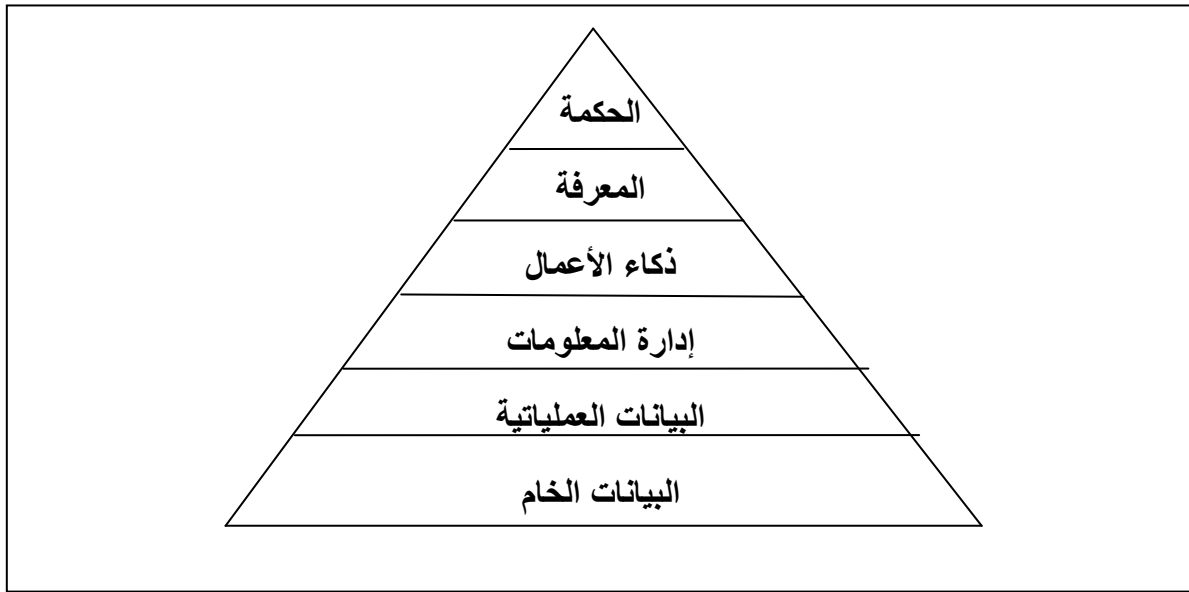 الحكمة
المعرفة
ذكاء الأعمال
إدارة المعلومات
البيانات العملياتية
البيانات الخام